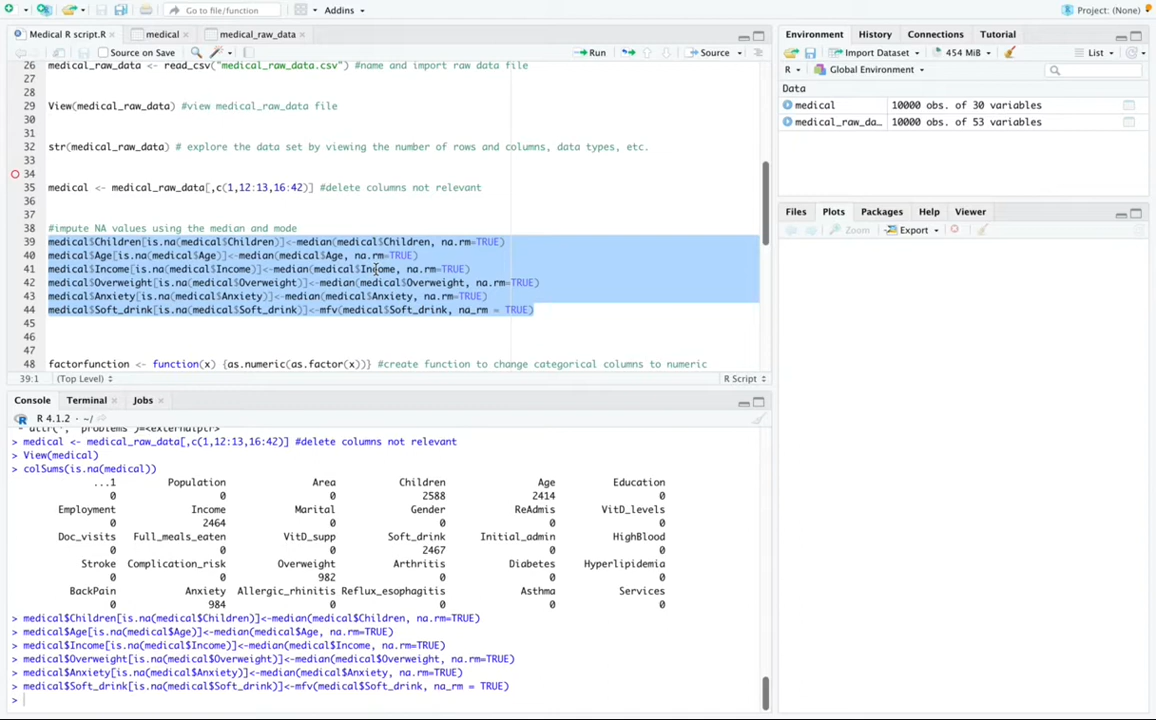 Go to file/function
Addins
Project: (None)
Medical R script.R
medical
medical_raw_data
Source on Save
Run
Source
26 medical_raw_data <- read_csv("medical_raw_data.csv") #name and import raw data file
27
28
29 View(medical_raw_data) #view medical_raw_data file
30
31
32 str(medical_raw_data) # explore the data set by viewing the number of rows and columns, data types, etc.
33
34
35 medical <- medical_raw_data[,c(1,12:13,16:42)] #delete columns not relevant
36
37
38 #impute NA values using the median and mode
39 medical$Children[is.na(medical$Children)]<-median(medical$Children, na.rm=TRUE)
40 medical$Age[is.na(medical$Age)]<-median(medical$Age, na.rm=TRUE)
41 medical$Income[is.na(medical$Income)]<-median(medical$Income, na.rm=TRUE)
42 medical$Overweight[is.na(medical$Overweight)]<-median(medical$Overweight, na.rm=TRUE)
43 medical$Anxiety[is.na(medical$Anxiety)]<-median(medical$Anxiety, na.rm=TRUE)
44 medical$Soft_drink[is.na(medical$Soft_drink)]<-mfv(medical$Soft_drink, na_rm = TRUE)
45
46
47
48 factorfunction <- function(x) {as.numeric(as.factor(x))} #create function to change categorical columns to numeric
39:1 (Top Level) R Script
Console Terminal Jobs
R 4.1.2 · ~/
> medical <- medical_raw_data[,c(1,12:13,16:42)] #delete columns not relevant
> View(medical)
> colSums(is.na(medical))
...1 Population Area Children Age Education
0 0 0 2588 2414 0
Employment Income Marital Gender ReAdmis VitD_levels
0 2464 0 0 0 0
Doc_visits Full_meals_eaten VitD_supp Soft_drink Initial_admin HighBlood
0 0 0 2467 0 0
Stroke Complication_risk Overweight Arthritis Diabetes Hyperlipidemia
0 0 982 0 0 0
BackPain Anxiety Allergic_rhinitis Reflux_esophagitis Asthma Services
0 984 0 0 0 0
> medical$Children[is.na(medical$Children)]<-median(medical$Children, na.rm=TRUE)
> medical$Age[is.na(medical$Age)]<-median(medical$Age, na.rm=TRUE)
> medical$Income[is.na(medical$Income)]<-median(medical$Income, na.rm=TRUE)
> medical$Overweight[is.na(medical$Overweight)]<-median(medical$Overweight, na.rm=TRUE)
> medical$Anxiety[is.na(medical$Anxiety)]<-median(medical$Anxiety, na.rm=TRUE)
> medical$Soft_drink[is.na(medical$Soft_drink)]<-mfv(medical$Soft_drink, na_rm = TRUE)
>
Environment History Connections Tutorial
Import Dataset 454 MiB List
R Global Environment
Data
medical 10000 obs. of 30 variables
medical_raw_da… 10000 obs. of 53 variables
Files Plots Packages Help Viewer
Zoom Export